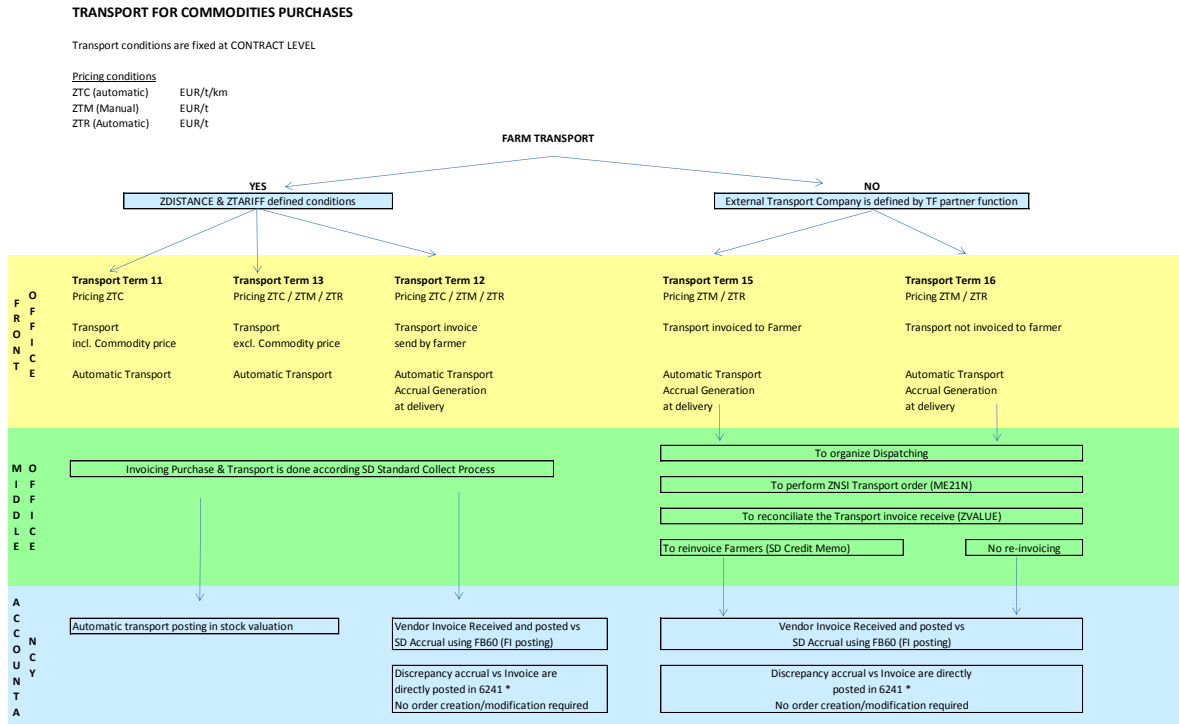 TRANSPORT FOR COMMODITIES PURCHASES
Transport conditions are fixed at CONTRACT LEVEL
Pricing conditions
ZTC (automatic) EUR/t/km
ZTM (Manual) EUR/t
ZTR (Automatic) EUR/t
FARM TRANSPORT
YES
ZDISTANCE & ZTARIFF defined conditions
NO
External Transport Company is defined by TF partner function
FRONT
OFFICE
Transport Term 11
Pricing ZTC
Transport
incl. Commodity price
Automatic Transport
Transport Term 13
Pricing ZTC / ZTM / ZTR
Transport
excl. Commodity price
Automatic Transport
Transport Term 12
Pricing ZTC / ZTM / ZTR
Transport invoice
send by farmer
Automatic Transport
Accrual Generation
at delivery
Transport Term 15
Pricing ZTM / ZTR
Transport invoiced to Farmer
Automatic Transport
Accrual Generation
at delivery
Transport Term 16
Pricing ZTM / ZTR
Transport not invoiced to farmer
Automatic Transport
Accrual Generation
at delivery
MIDDLE
OFFICE
Invoicing Purchase & Transport is done according SD Standard Collect Process
To organize Dispatching
To perform ZNSI Transport order (ME21N)
To reconciliate the Transport invoice receive (ZVALUE)
To reinvoice Farmers (SD Credit Memo)
No re-invoicing
ACCOUNTA
NCY
Automatic transport posting in stock valuation
Vendor Invoice Received and posted vs
SD Accrual using FB60 (FI posting)
Discrepancy accrual vs Invoice are
directly posted in 6241 *
No order creation/modification required
Vendor Invoice Received and posted vs
SD Accrual using FB60 (FI posting)
Discrepancy accrual vs Invoice are directly
posted in 6241 *
No order creation/modification required